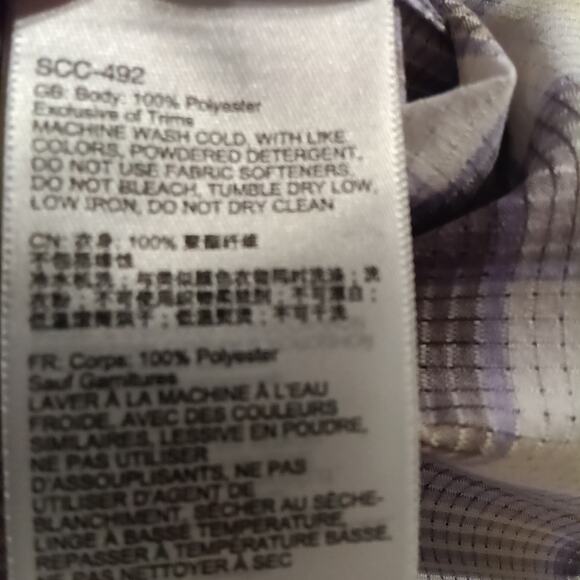 SCC-492
GB: Body: 100% Polyester
Exclusive of Trims
MACHINE WASH COLD, WITH LIKE
COLORS, POWDERED DETERGENT,
DO NOT USE FABRIC SOFTENERS,
DO NOT BLEACH, TUMBLE DRY LOW,
LOW IRON, DO NOT DRY CLEAN
CN: 衣身: 100% 聚酯纤维
不包括缘饰
冷水机洗；与类似颜色衣物同时洗涤；洗
衣粉；不可使用织物柔顺剂；不可漂白；
低温滚筒烘干；低温熨烫；不可干洗
FR: Corps: 100% Polyester
Sauf Garnitures
LAVER À LA MACHINE À L'EAU
FROIDE, AVEC DES COULEURS
SIMILAIRES, LESSIVE EN POUDRE,
NE PAS UTILISER
D'ASSOUPLISANTS, NE PAS
UTILISER D'AGENT DE
BLANCHIMENT, SÉCHER AU SÈCHE-
LINGE À BASSE TEMPÉRATURE,
REPASSER À TEMPÉRATURE BASSE,
NE PAS NETTOYER À SEC